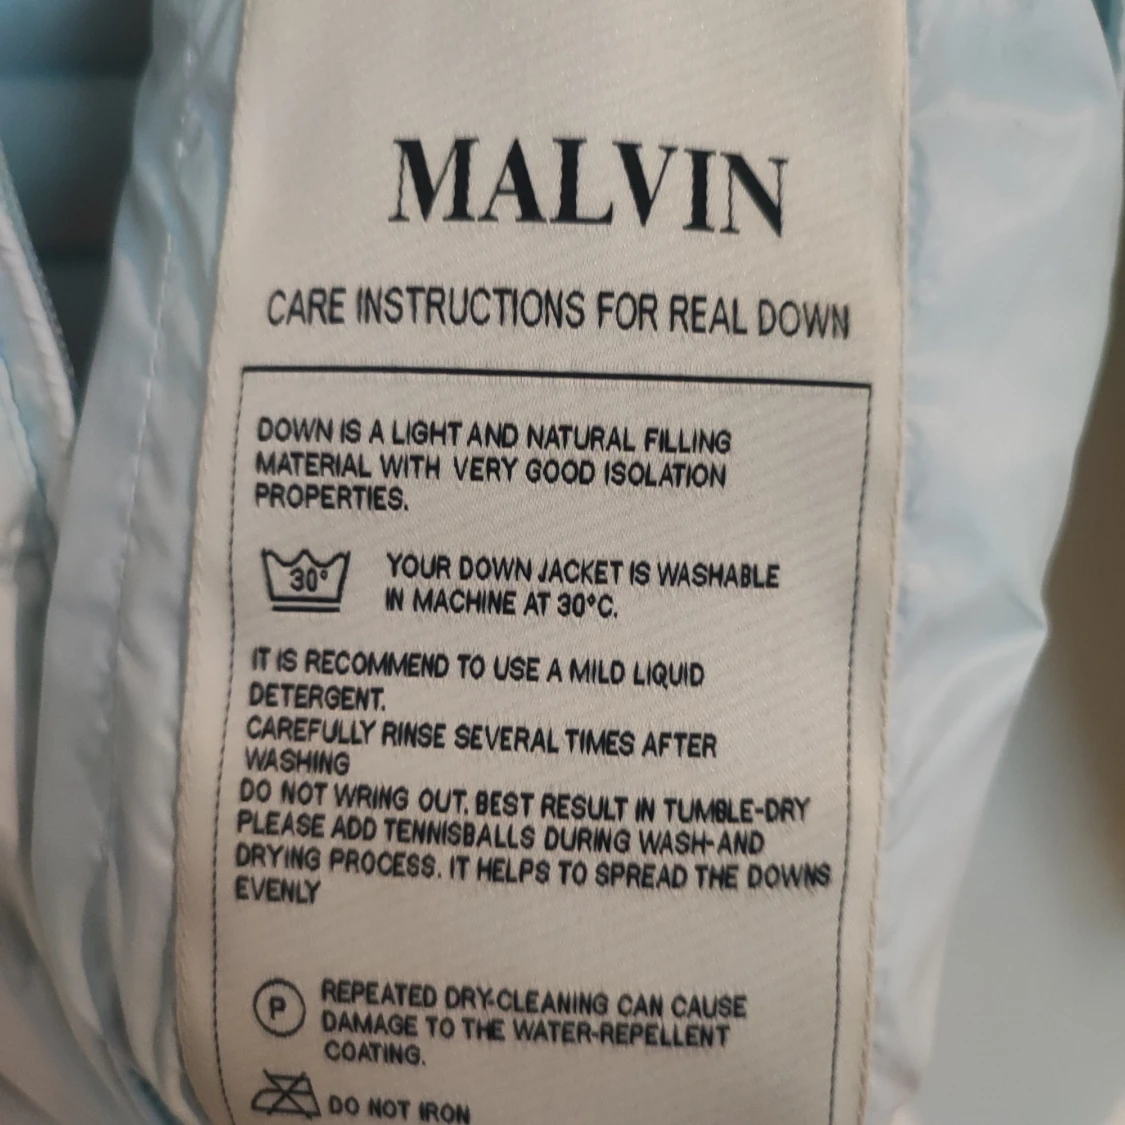 MALVIN
CARE INSTRUCTIONS FOR REAL DOWN
DOWN IS A LIGHT AND NATURAL FILLING
MATERIAL WITH VERY GOOD ISOLATION
PROPERTIES.
30° YOUR DOWN JACKET IS WASHABLE
IN MACHINE AT 30°C.
IT IS RECOMMEND TO USE A MILD LIQUID
DETERGENT.
CAREFULLY RINSE SEVERAL TIMES AFTER
WASHING
DO NOT WRING OUT. BEST RESULT IN TUMBLE-DRY
PLEASE ADD TENNISBALLS DURING WASH-AND
DRYING PROCESS. IT HELPS TO SPREAD THE DOWNS
EVENLY
P REPEATED DRY-CLEANING CAN CAUSE
DAMAGE TO THE WATER-REPELLENT
COATING.
DO NOT IRON